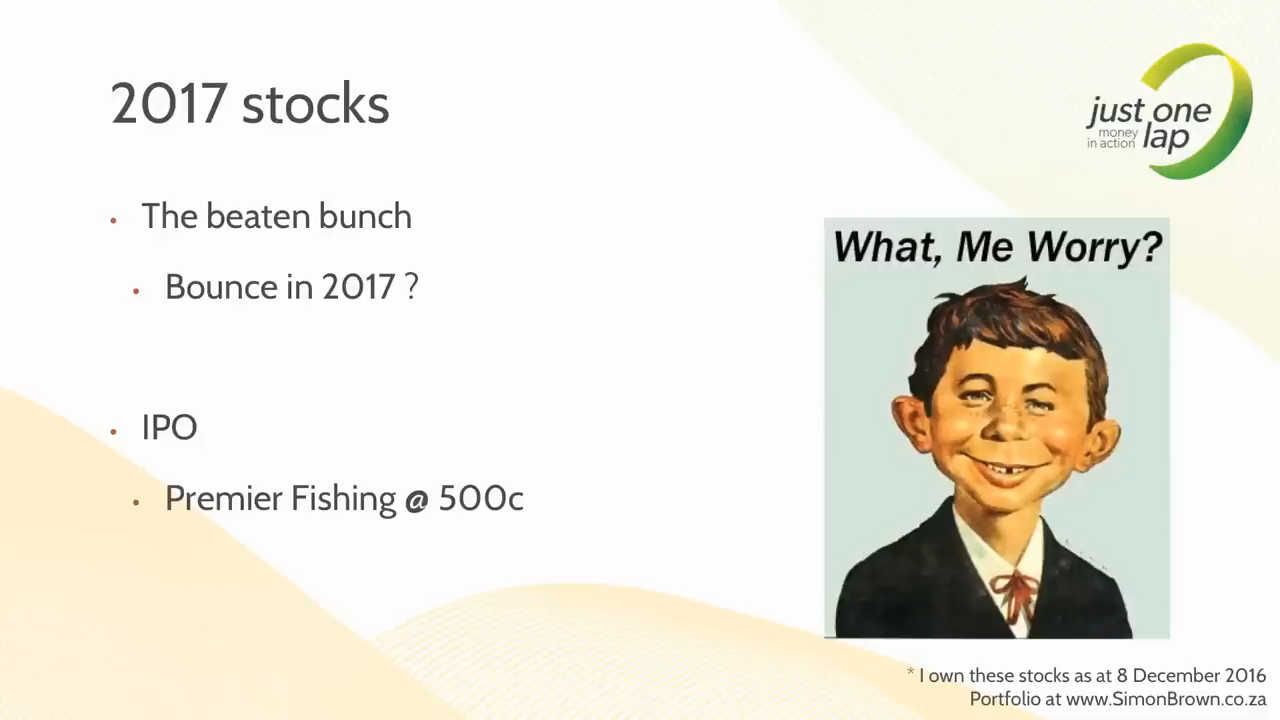 2017 stocks
just one
money
in action lap
• The beaten bunch
• Bounce in 2017 ?
What, Me Worry?
• IPO
• Premier Fishing @ 500c
* I own these stocks as at 8 December 2016
Portfolio at www.SimonBrown.co.za